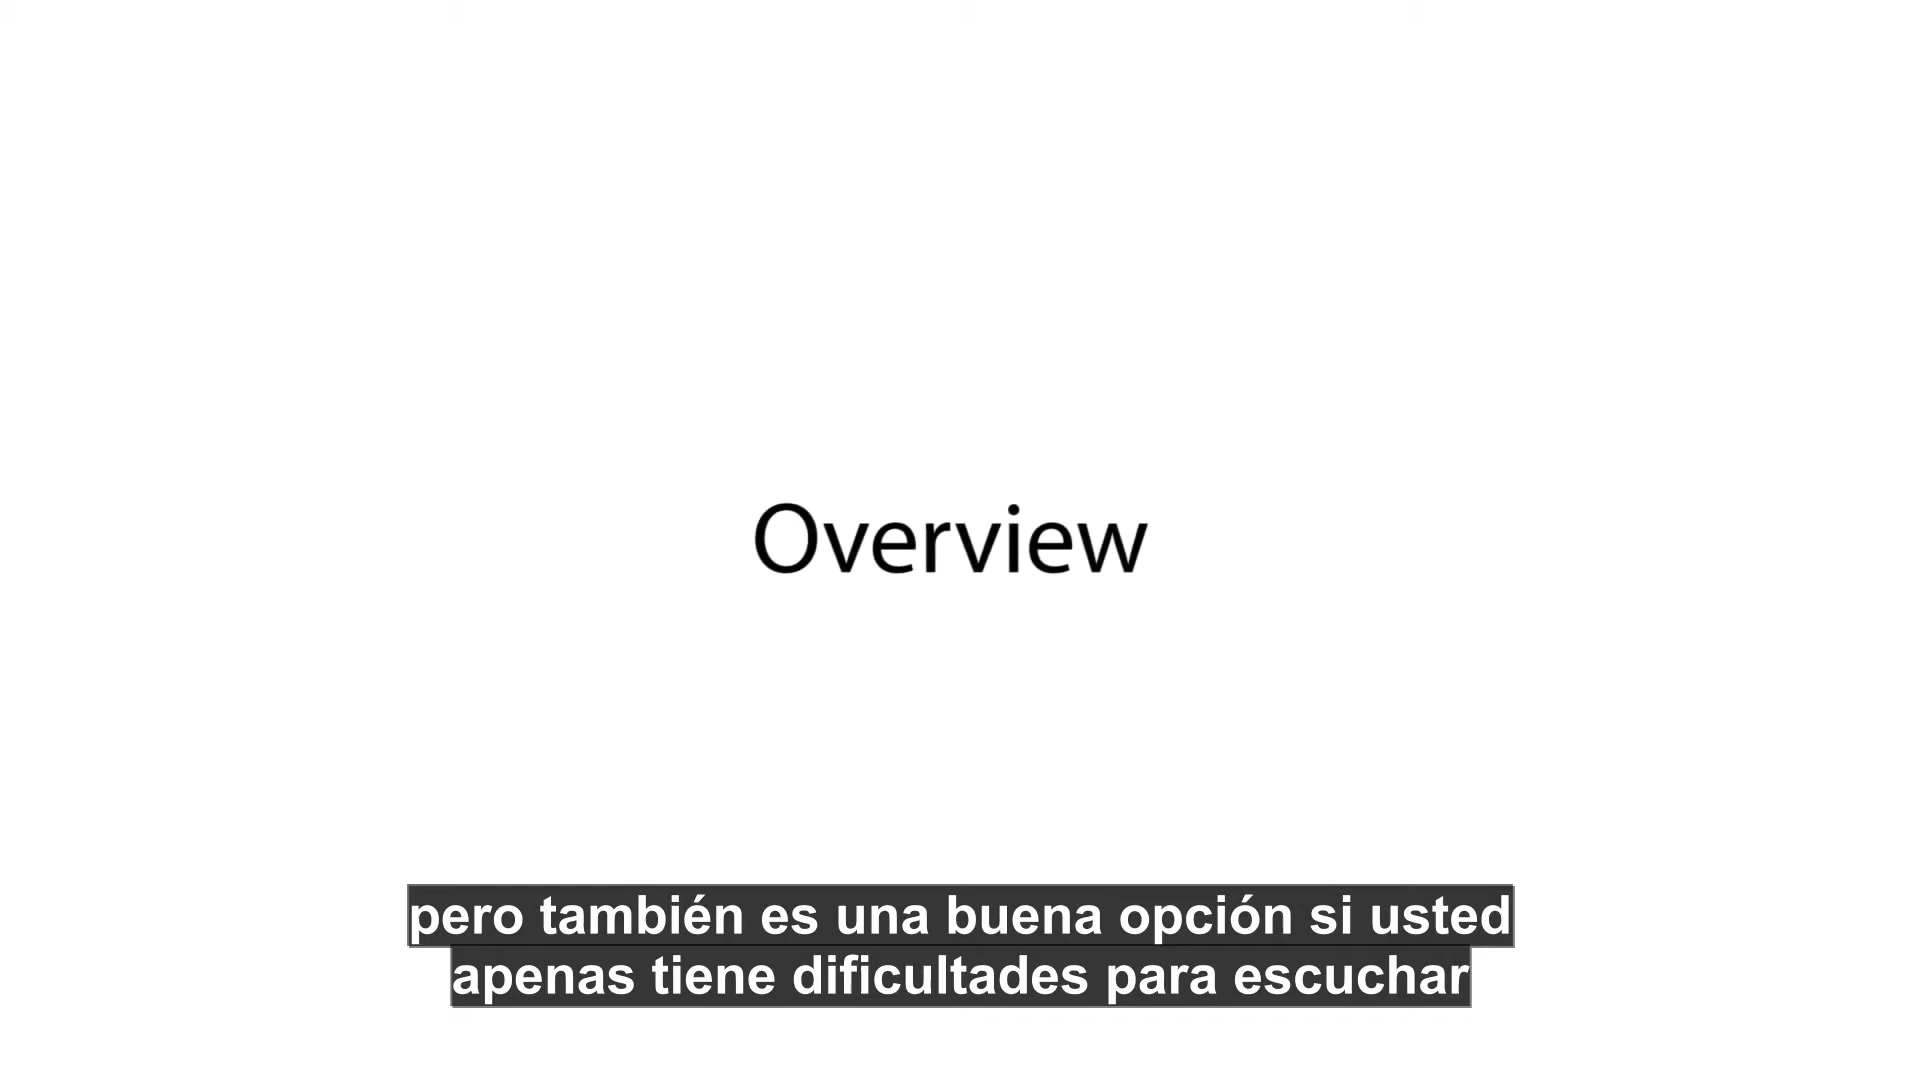 Overview
pero también es una buena opción si usted
apenas tiene dificultades para escuchar